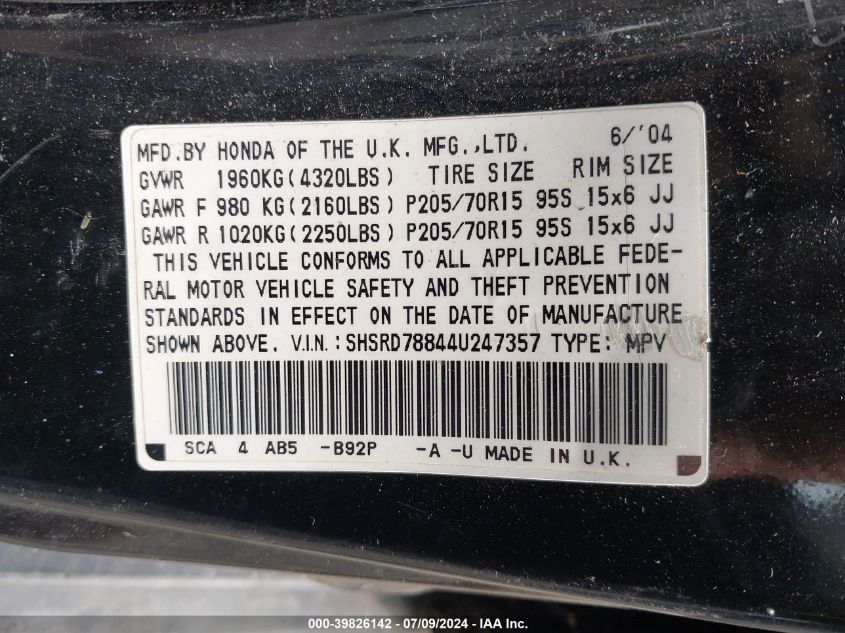 6/'04
MFD.BY HONDA OF THE U.K. MFG.,LTD.
GVWR 1960KG(4320LBS) TIRE SIZE RIM SIZE
GAWR F 980 KG(2160LBS) P205/70R15 95S 15x6 JJ
GAWR R 1020KG(2250LBS) P205/70R15 95S 15x6 JJ
THIS VEHICLE CONFORMS TO ALL APPLICABLE FEDE-
RAL MOTOR VEHICLE SAFETY AND THEFT PREVENTION
STANDARDS IN EFFECT ON THE DATE OF MANUFACTURE
SHOWN ABOVE. V.I.N.:SHSRD78844U247357 TYPE: MPV
SCA 4 AB5 -B92P -A -U MADE IN U.K.
000-39826142 - 07/09/2024 - IAA Inc.